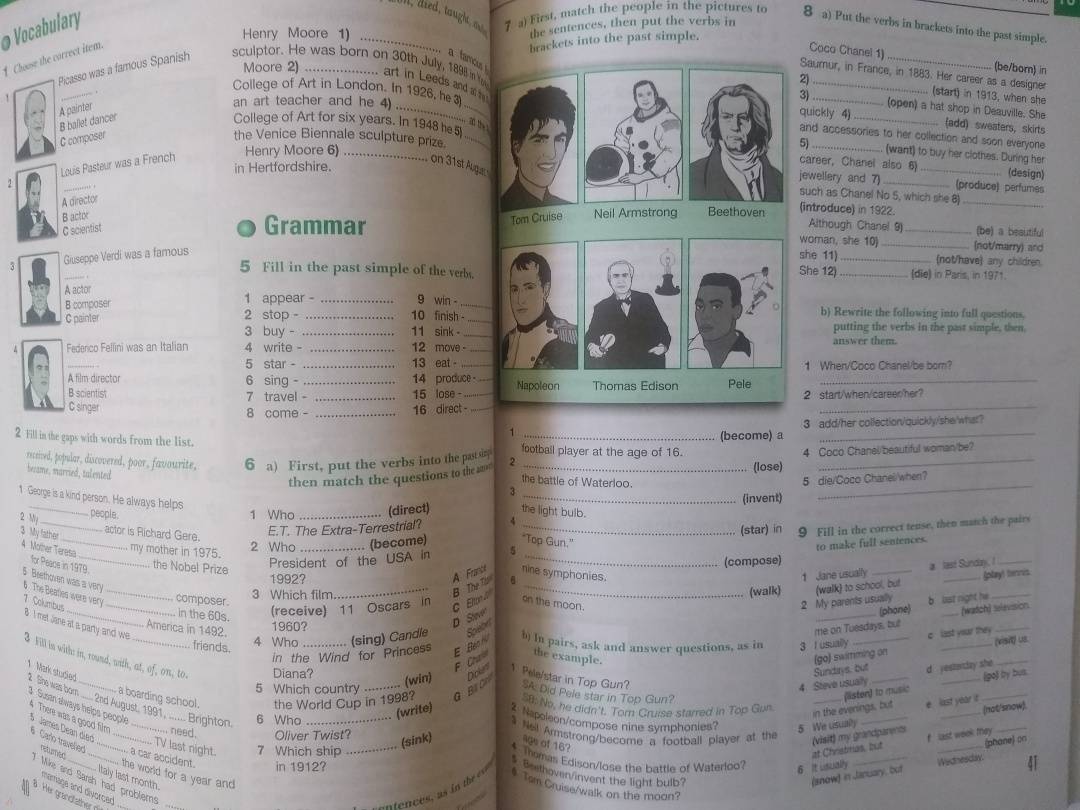 Vocabulary
1 Choose the correct item.
1 Picasso was a famous Spanish
............ .
A painter
B ballet dancer
C composer
2 Louis Pasteur was a French
............ .
A director
B actor
C scientist
3 Giuseppe Verdi was a famous
............ .
A actor
B composer
C painter
4 Federico Fellini was an Italian
............ .
A film director
B scientist
C singer
2 Fill in the gaps with words from the list.
received, popular, discovered, poor, favourite,
became, married, talented
1 George is a kind person. He always helps
............ people.
2 My ............ actor is Richard Gere.
3 My father ............ my mother in 1975.
4 Mother Teresa ............ the Nobel Prize
for Peace in 1979.
5 Beethoven was a very ............ composer.
6 The Beatles were very ............ in the 60s.
7 Columbus ............ America in 1492.
8 I met Jane at a party and we ............ friends.
3 Fill in with: in, round, with, at, of, on, to.
1 Mark studied ............ a boarding school.
2 She was born ...... 2nd August, 1991, ...... Brighton.
3 Susan always helps people ............ need.
4 There was a good film ............ TV last night.
5 James Dean died ............ a car accident.
6 Carlo travelled ............ the world for a year and
returned ............ Italy last month.
7 Mike and Sarah had problems
marriage and divorced
8 Her grandfather
40
died, taught,
Henry Moore 1) ............ a famous
sculptor. He was born on 30th July, 1898 in
Moore 2) ............ art in Leeds and at the
College of Art in London. In 1926, he 3)
an art teacher and he 4) ............ at the
College of Art for six years. In 1948 he 5)
the Venice Biennale sculpture prize.
Henry Moore 6) ............ on 31st August,
in Hertfordshire.
Grammar
5 Fill in the past simple of the verbs.
1 appear - ............
2 stop - ............
3 buy - ............
4 write - ............
5 star - ............
6 sing - ............
7 travel - ............
8 come - ............
9 win - ......
10 finish - ......
11 sink - ......
12 move - ......
13 eat - ......
14 produce - ......
15 lose - ......
16 direct - ......
6 a) First, put the verbs into the past simple
then match the questions to the
1 Who ............ (direct)
E.T. The Extra-Terrestrial?
2 Who ............ (become)
President of the USA in
1992?
3 Which film ............
(receive) 11 Oscars in
1960?
4 Who ............ (sing) Candle
in the Wind for Princess
Diana?
5 Which country ............ (win)
the World Cup in 1998?
6 Who ............ (write)
Oliver Twist?
7 Which ship ............ (sink)
in 1912?
A France
B The
C Elton
D Steven
E Ben Hur
F Charles
G Bill
sentences, as in the
7 a) First, match the people in the pictures to
the sentences, then put the verbs in
brackets into the past simple.
Tom Cruise
Neil Armstrong
Beethoven
Napoleon
Thomas Edison
Pele
1 ............ (become) a
football player at the age of 16.
2 ............ (lose)
the battle of Waterloo.
3 ............ (invent)
the light bulb.
4 ............ (star) in
"Top Gun."
5 ............ (compose)
nine symphonies.
6 ............ (walk)
on the moon.
b) In pairs, ask and answer questions, as in
the example.
1 Pele/star in Top Gun?
SA: Did Pele star in Top Gun?
SB: No, he didn't. Tom Cruise starred in Top Gun.
2 Napoleon/compose nine symphonies?
3 Neil Armstrong/become a football player at the
age of 16?
4 Thomas Edison/lose the battle of Waterloo?
5 Beethoven/invent the light bulb?
6 Tom Cruise/walk on the moon?
8 a) Put the verbs in brackets into the past simple.
Coco Chanel 1) ............ (be/born) in
Saumur, in France, in 1883. Her career as a designer
2) ............ (start) in 1913, when she
3) ............ (open) a hat shop in Deauville. She
quickly 4) ............ (add) sweaters, skirts
and accessories to her collection and soon everyone
5) ............ (want) to buy her clothes. During her
career, Chanel also 6) ............ (design)
jewellery and 7) ............ (produce) perfumes
such as Chanel No 5, which she 8) ............
(introduce) in 1922.
Although Chanel 9) ............ (be) a beautiful
woman, she 10) ............ (not/marry) and
she 11) ............ (not/have) any children.
She 12) ............ (die) in Paris, in 1971.
b) Rewrite the following into full questions,
putting the verbs in the past simple, then,
answer them.
1 When/Coco Chanel/be born?
2 start/when/career/her?
3 add/her collection/quickly/she/what?
4 Coco Chanel/beautiful woman/be?
5 die/Coco Chanel/when?
9 Fill in the correct tense, then match the pairs
to make full sentences.
1 Jane usually ............
(walk) to school, but
2 My parents usually
............ (phone)
me on Tuesdays, but
3 I usually ............
(go) swimming on
Sundays, but
4 Steve usually ............
(listen) to music
in the evenings, but
5 We usually ............
(visit) my grandparents
at Christmas, but
6 It usually ............
(snow) in January, but
a last Sunday, I ............
(play) tennis.
b last night he ............
(watch) television.
c last year they ............
(visit) us.
d yesterday she ............
(go) by bus.
e last year it ............
(not/snow).
f last week they ............
(phone) on
Wednesday.
41